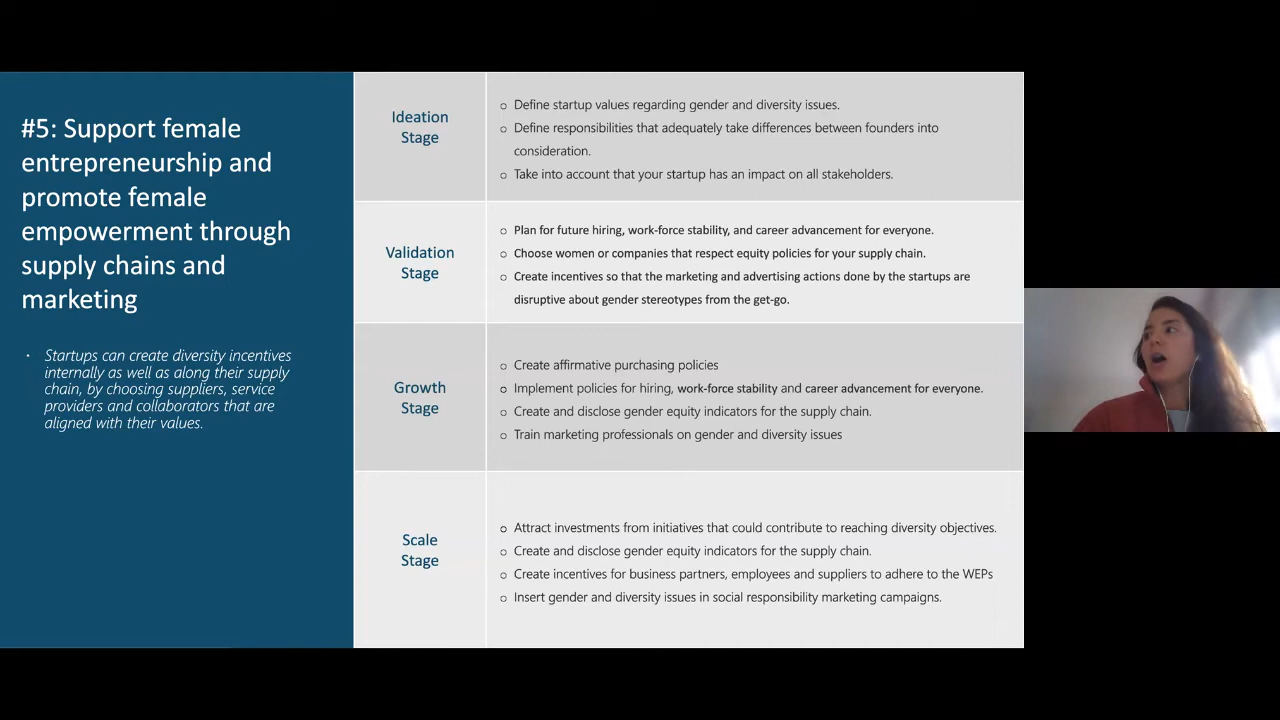 #5: Support female
entrepreneurship and
promote female
empowerment through
supply chains and
marketing
· Startups can create diversity incentives
internally as well as along their supply
chain, by choosing suppliers, service
providers and collaborators that are
aligned with their values.
Ideation
Stage
o Define startup values regarding gender and diversity issues.
o Define responsibilities that adequately take differences between founders into
consideration.
o Take into account that your startup has an impact on all stakeholders.
Validation
Stage
o Plan for future hiring, work-force stability, and career advancement for everyone.
o Choose women or companies that respect equity policies for your supply chain.
o Create incentives so that the marketing and advertising actions done by the startups are
disruptive about gender stereotypes from the get-go.
Growth
Stage
o Create affirmative purchasing policies
o Implement policies for hiring, work-force stability and career advancement for everyone.
o Create and disclose gender equity indicators for the supply chain.
o Train marketing professionals on gender and diversity issues
Scale
Stage
o Attract investments from initiatives that could contribute to reaching diversity objectives.
o Create and disclose gender equity indicators for the supply chain.
o Create incentives for business partners, employees and suppliers to adhere to the WEPs
o Insert gender and diversity issues in social responsibility marketing campaigns.